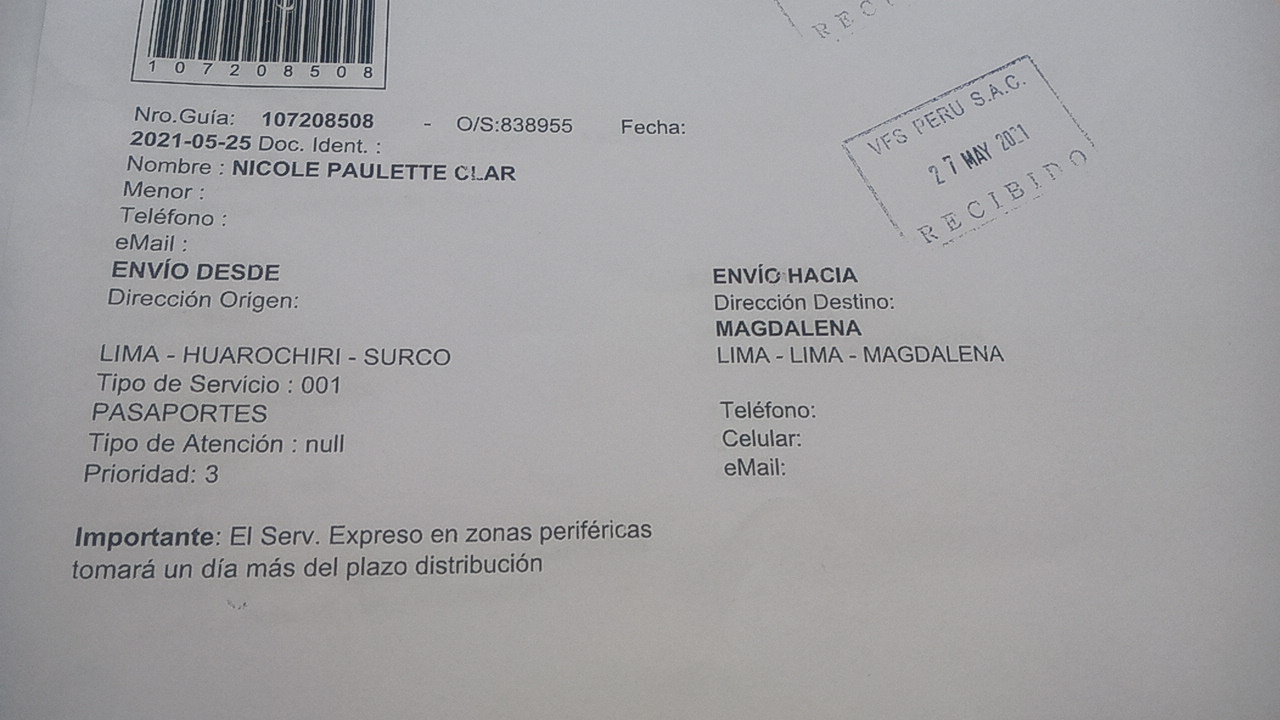 RECI
107208508
Nro.Guía: 107208508 - O/S:838955 Fecha:
2021-05-25 Doc. Ident. :
Nombre : NICOLE PAULETTE CLAR
Menor :
Teléfono :
eMail :
VFS PERU S.A.C.
27 MAY 2021
RECIBIDO
ENVÍO DESDE
Dirección Origen:
LIMA - HUAROCHIRI - SURCO
Tipo de Servicio : 001
PASAPORTES
Tipo de Atención : null
Prioridad: 3
ENVÍO HACIA
Dirección Destino:
MAGDALENA
LIMA - LIMA - MAGDALENA
Teléfono:
Celular:
eMail:
Importante: El Serv. Expreso en zonas periféricas
tomará un día más del plazo distribución